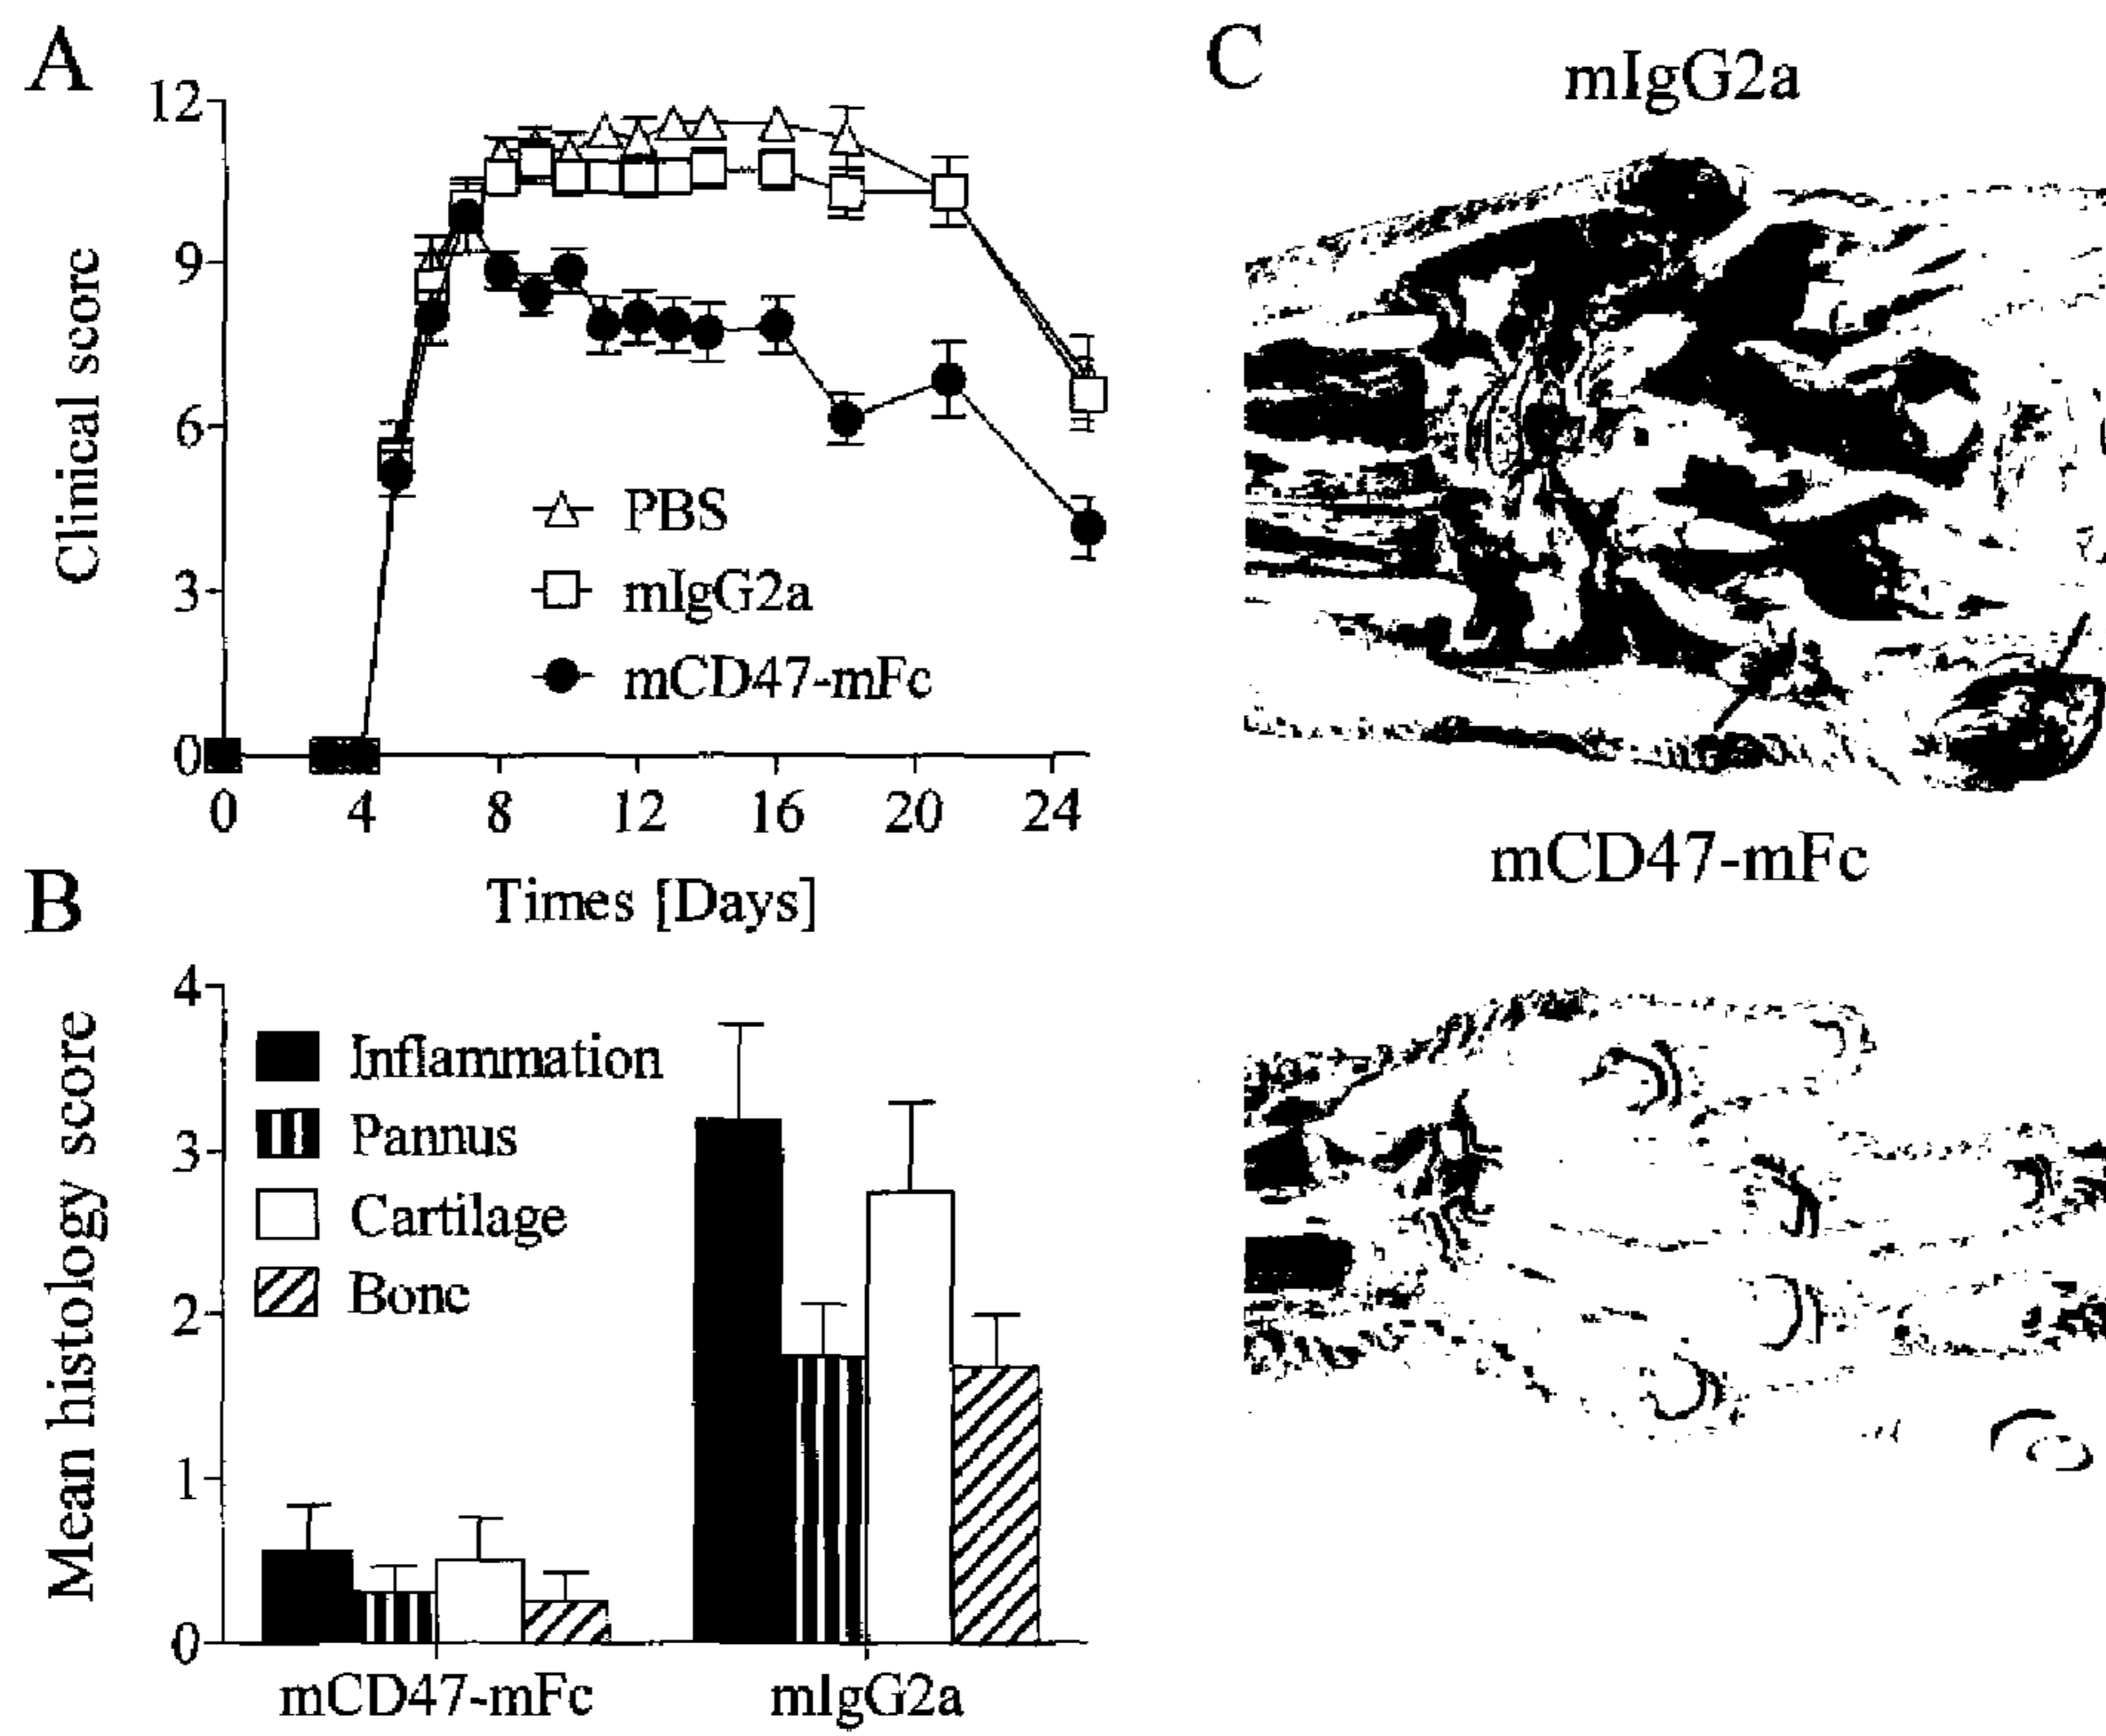 A
12
9
6
3
0
Clinical score
PBS
mIgG2a
mCD47-mFc
0 4 8 12 16 20 24
Times [Days]
B
4
3
2
1
0
Mean histology score
Inflammation
Pannus
Cartilage
Bone
mCD47-mFc mIgG2a
C
mIgG2a
mCD47-mFc